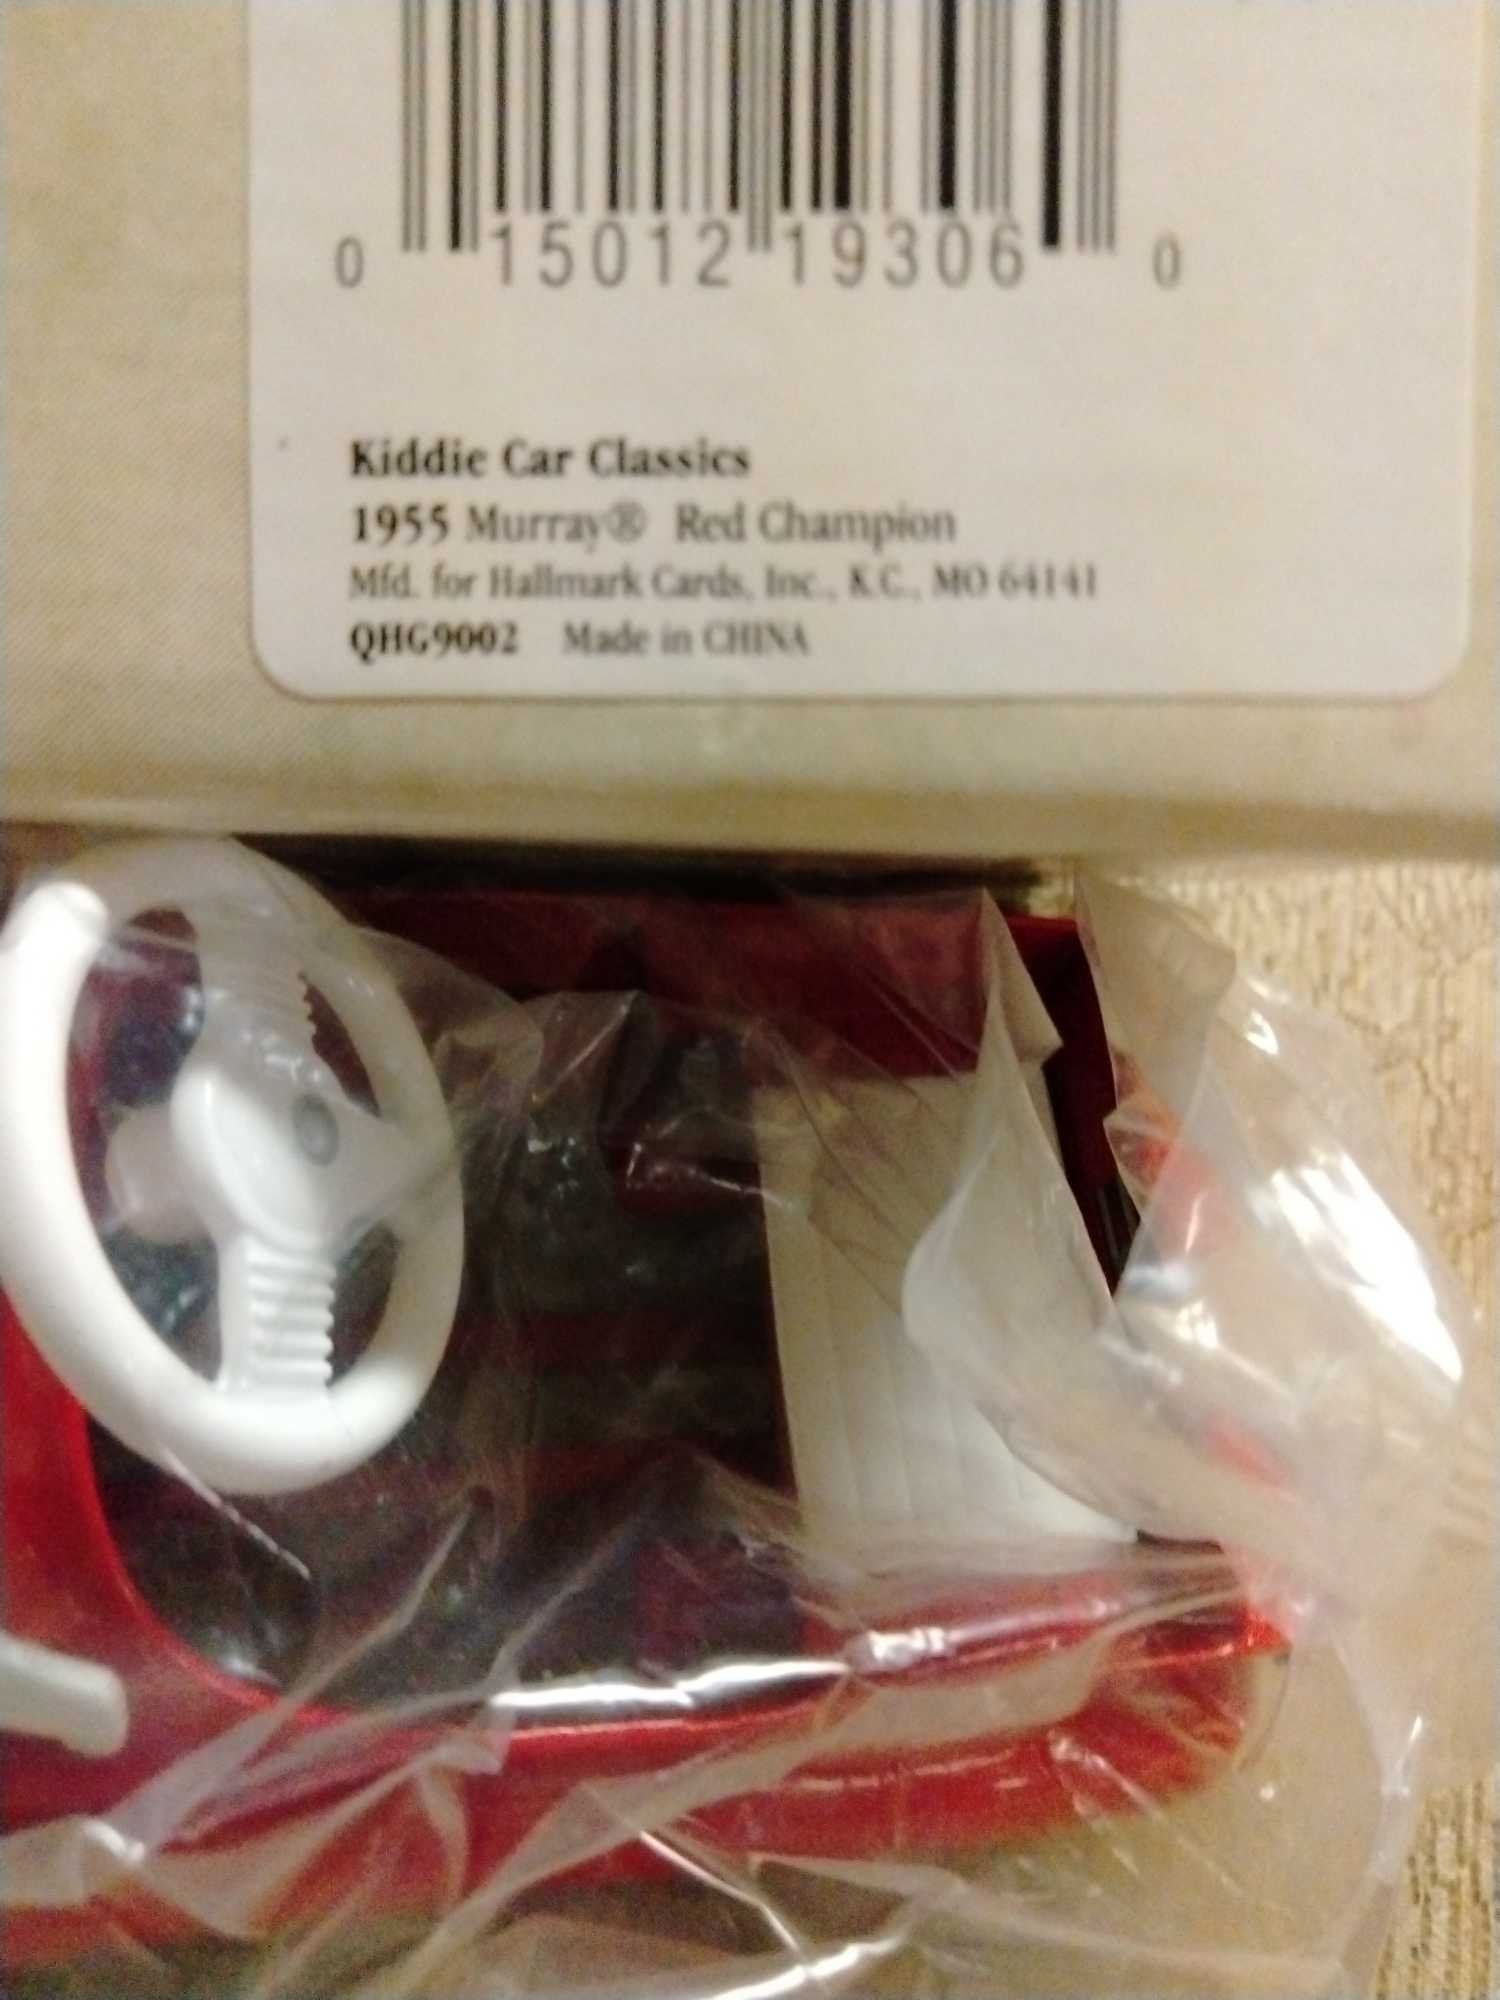 0 15012 19306 0
Kiddie Car Classics
1955 Murray® Red Champion
Mfd. for Hallmark Cards, Inc., K.C., MO 64141
QHG9002 Made in CHINA